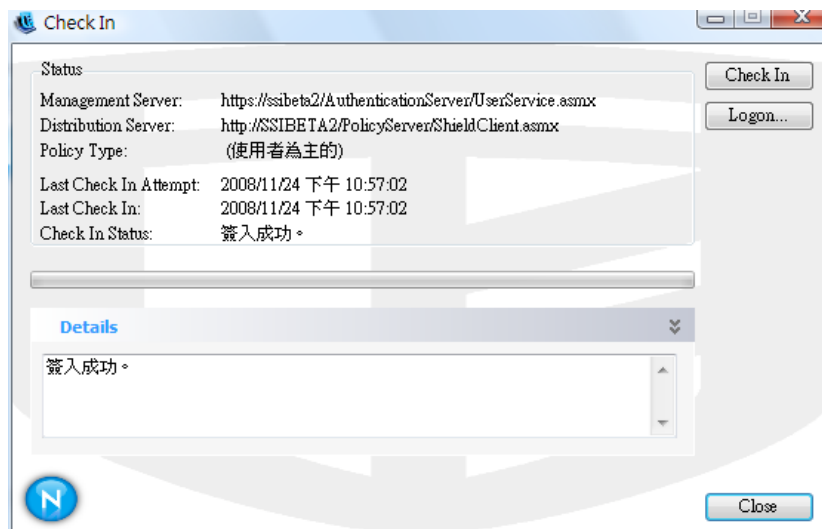 Check In
Status
Management Server: https://ssibeta2/AuthenticationServer/UserService.asmx
Distribution Server: http://SSIBETA2/PolicyServer/ShieldClient.asmx
Policy Type: (使用者為主的)
Last Check In Attempt: 2008/11/24 下午 10:57:02
Last Check In: 2008/11/24 下午 10:57:02
Check In Status: 簽入成功。
Check In
Logon...
Details
簽入成功。
N
Close